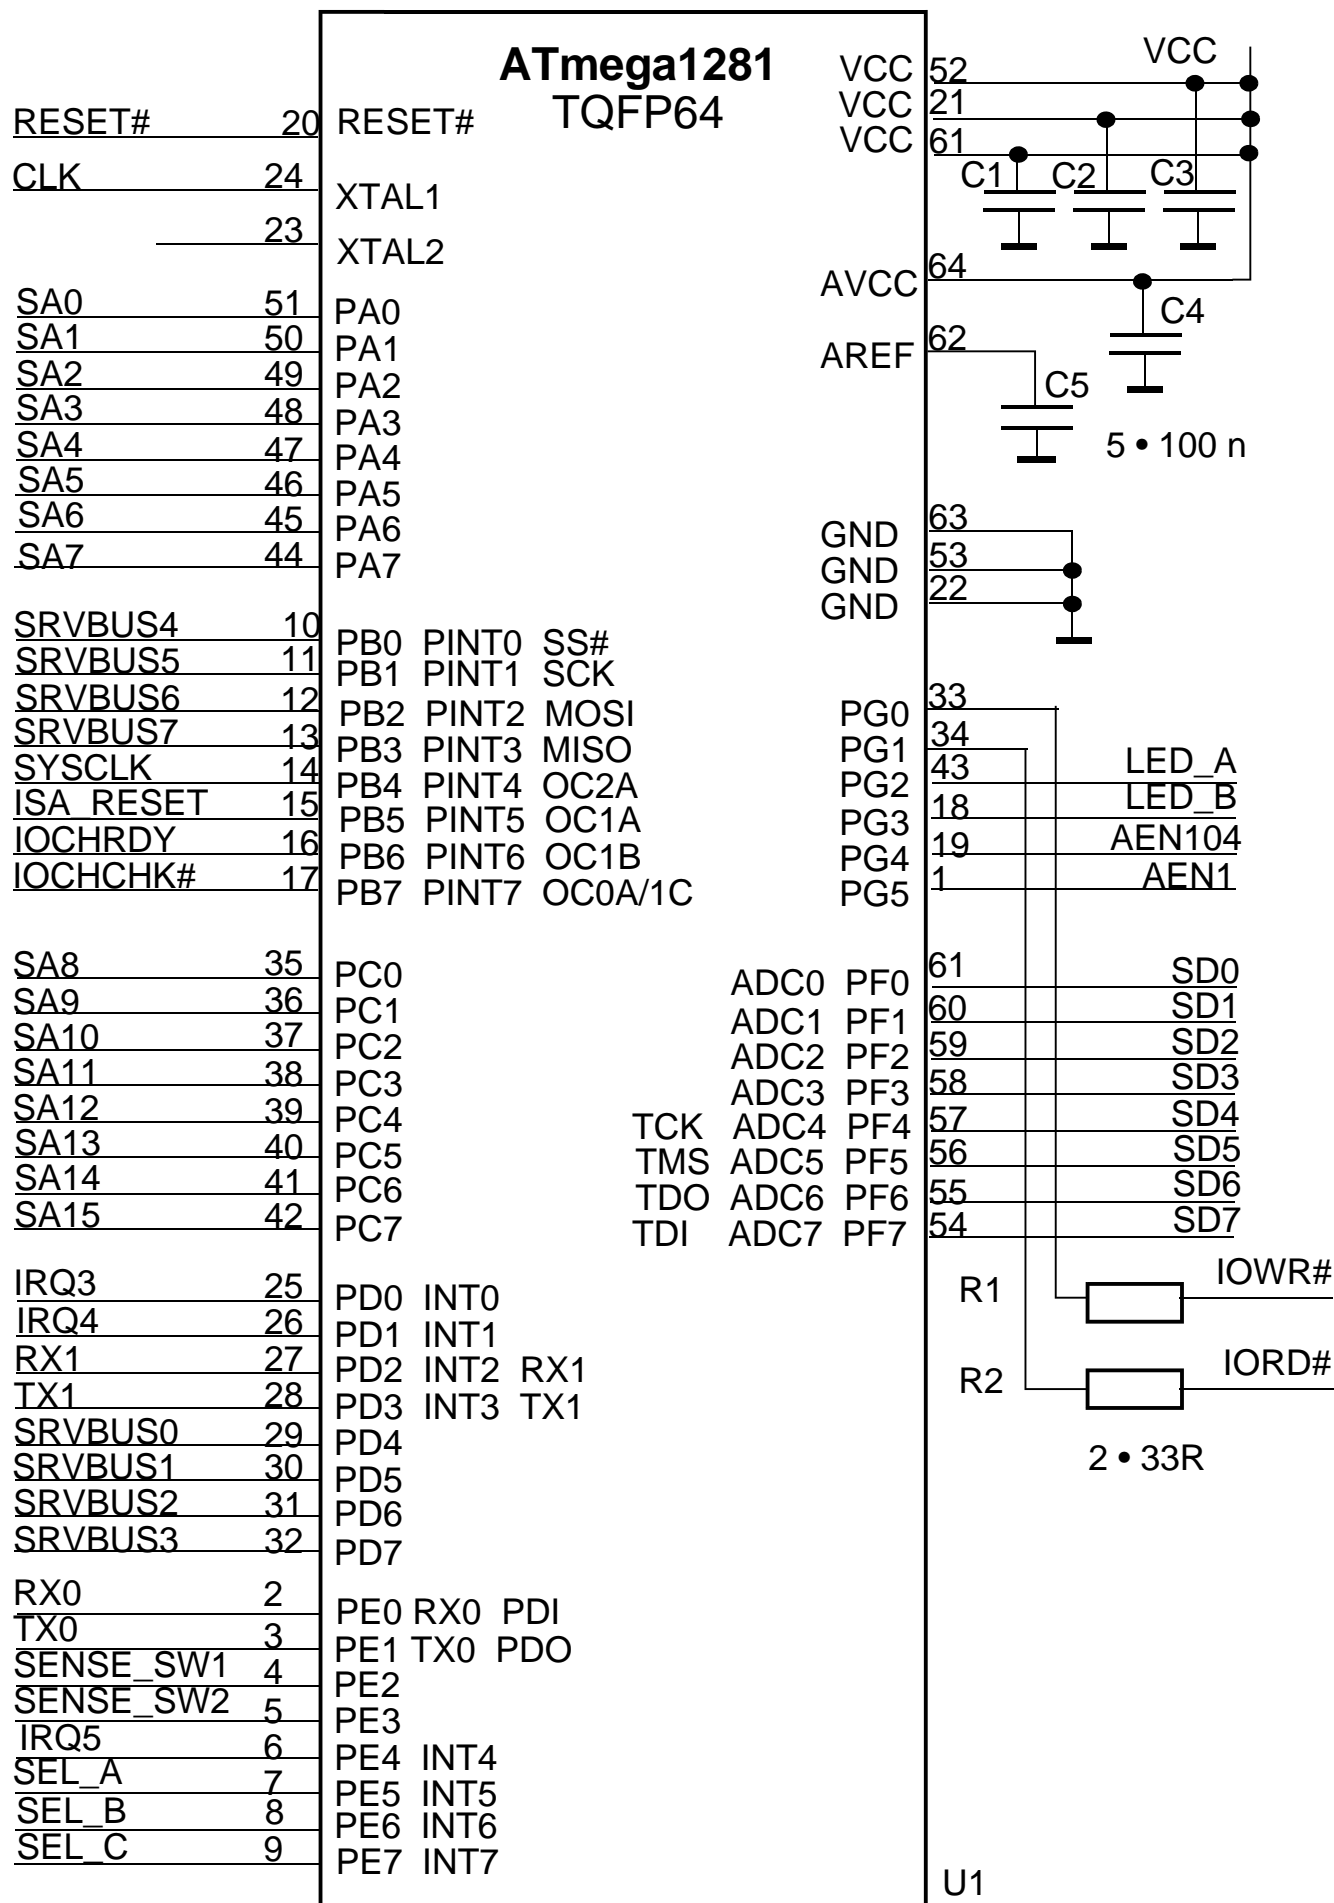 ATmega1281
TQFP64
RESET# 20 RESET#
CLK 24 XTAL1
23 XTAL2
SA0 51 PA0
SA1 50 PA1
SA2 49 PA2
SA3 48 PA3
SA4 47 PA4
SA5 46 PA5
SA6 45 PA6
SA7 44 PA7
SRVBUS4 10 PB0 PINT0 SS#
SRVBUS5 11 PB1 PINT1 SCK
SRVBUS6 12 PB2 PINT2 MOSI
SRVBUS7 13 PB3 PINT3 MISO
SYSCLK 14 PB4 PINT4 OC2A
ISA_RESET 15 PB5 PINT5 OC1A
IOCHRDY 16 PB6 PINT6 OC1B
IOCHCHK# 17 PB7 PINT7 OC0A/1C
SA8 35 PC0
SA9 36 PC1
SA10 37 PC2
SA11 38 PC3
SA12 39 PC4
SA13 40 PC5
SA14 41 PC6
SA15 42 PC7
IRQ3 25 PD0 INT0
IRQ4 26 PD1 INT1
RX1 27 PD2 INT2 RX1
TX1 28 PD3 INT3 TX1
SRVBUS0 29 PD4
SRVBUS1 30 PD5
SRVBUS2 31 PD6
SRVBUS3 32 PD7
RX0 2 PE0 RX0 PDI
TX0 3 PE1 TX0 PDO
SENSE_SW1 4 PE2
SENSE_SW2 5 PE3
IRQ5 6 PE4 INT4
SEL_A 7 PE5 INT5
SEL_B 8 PE6 INT6
SEL_C 9 PE7 INT7
VCC 52 VCC
VCC 21
VCC 61
C1 C2 C3
AVCC 64
C4
AREF 62
C5
5 • 100 n
GND 63
GND 53
GND 22
PG0 33
PG1 34
PG2 43 LED_A
PG3 18 LED_B
PG4 19 AEN104
PG5 1 AEN1
ADC0 PF0 61 SD0
ADC1 PF1 60 SD1
ADC2 PF2 59 SD2
ADC3 PF3 58 SD3
TCK ADC4 PF4 57 SD4
TMS ADC5 PF5 56 SD5
TDO ADC6 PF6 55 SD6
TDI ADC7 PF7 54 SD7
R1 IOWR#
R2 IORD#
2 • 33R
U1